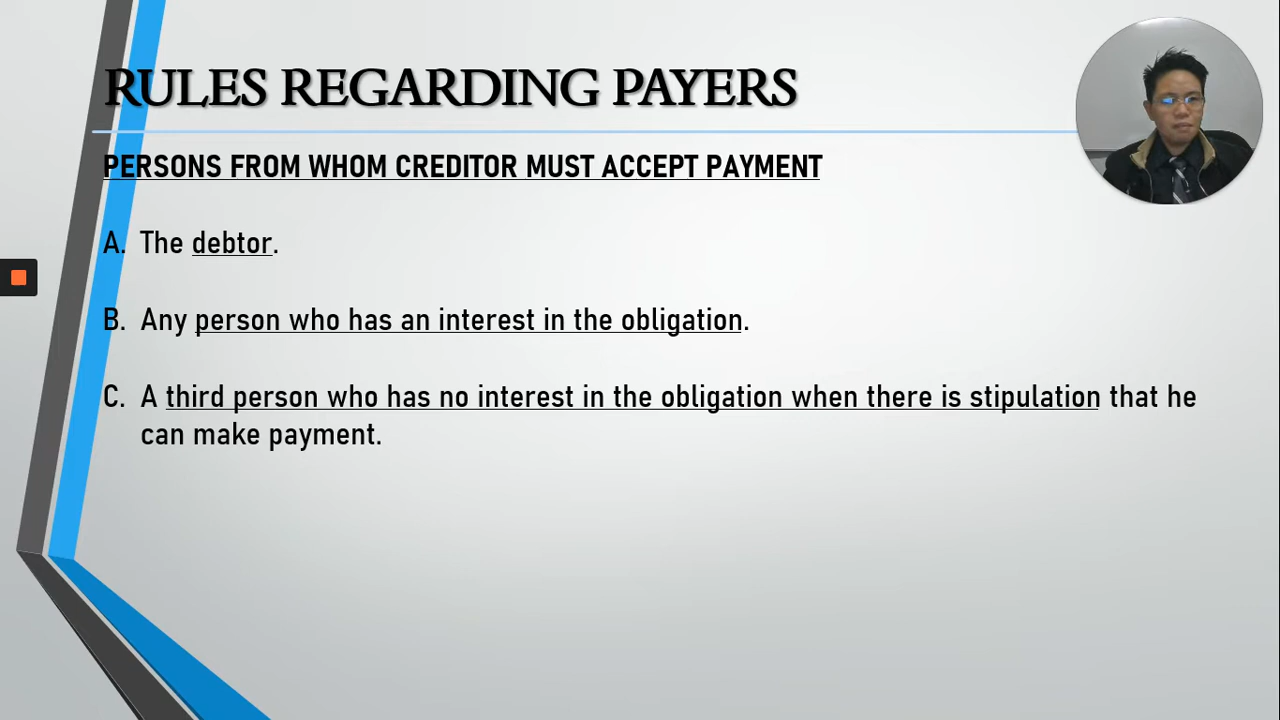 RULES REGARDING PAYERS
PERSONS FROM WHOM CREDITOR MUST ACCEPT PAYMENT
A. The debtor.
B. Any person who has an interest in the obligation.
C. A third person who has no interest in the obligation when there is stipulation that he
can make payment.